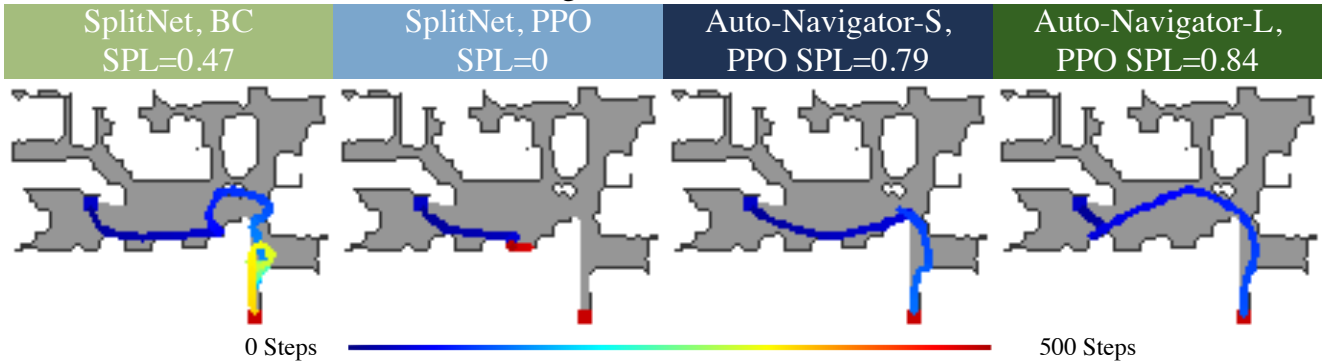 SplitNet, BC
SPL=0.47
SplitNet, PPO
SPL=0
Auto-Navigator-S,
PPO SPL=0.79
Auto-Navigator-L,
PPO SPL=0.84
0 Steps
500 Steps